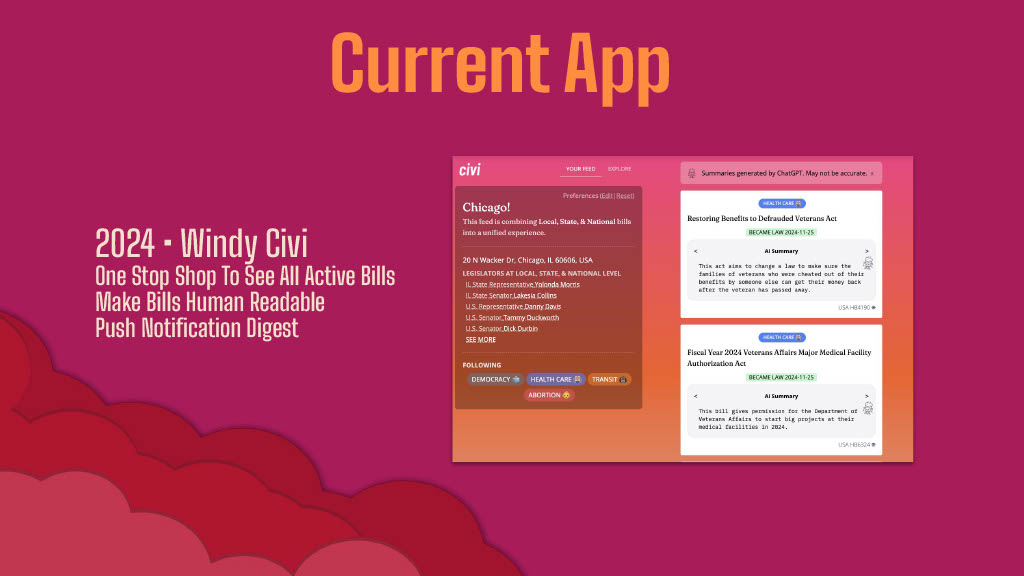 Current App
2024 • Windy Civi
One Stop Shop To See All Active Bills
Make Bills Human Readable
Push Notification Digest
civi
YOUR FEED EXPLORE
Preferences (Edit | Reset)
Chicago!
This feed is combining Local, State, & National bills
into a unified experience.
20 N Wacker Dr, Chicago, IL 60606, USA
LEGISLATORS AT LOCAL, STATE, & NATIONAL LEVEL
IL State Representative Yolonda Morris
IL State Senator Lakesia Collins
U.S. Representative Danny Davis
U.S. Senator Tammy Duckworth
U.S. Senator Dick Durbin
SEE MORE
FOLLOWING
DEMOCRACY HEALTH CARE TRANSIT
ABORTION
Summaries generated by ChatGPT. May not be accurate. x
HEALTH CARE
Restoring Benefits to Defrauded Veterans Act
BECAME LAW 2024-11-25
< AI Summary >
This act aims to change a law to make sure the
families of veterans who were cheated out of their
benefits by someone else can get their money back
after the veteran has passed away.
USA HB4190
HEALTH CARE
Fiscal Year 2024 Veterans Affairs Major Medical Facility
Authorization Act
BECAME LAW 2024-11-25
< AI Summary >
This bill gives permission for the Department of
Veterans Affairs to start big projects at their
medical facilities in 2024.
USA HB6324